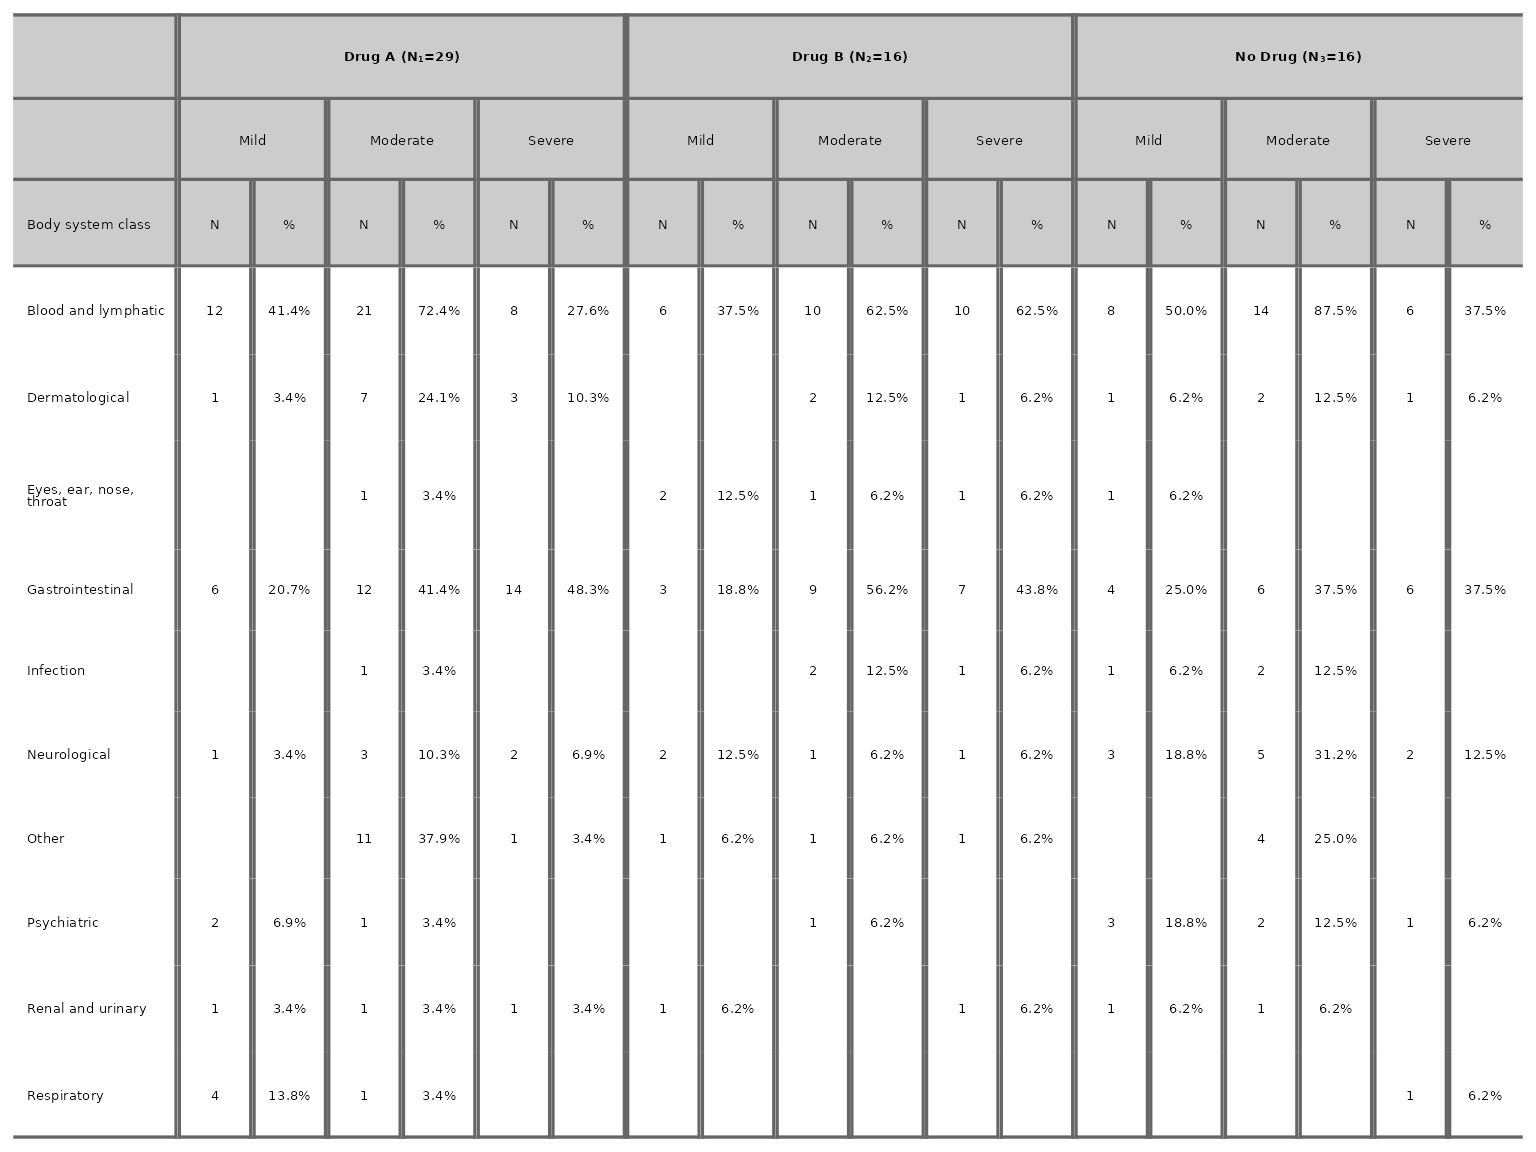 Drug A (N₁=29) Drug B (N₂=16) No Drug (N₃=16)
Mild Moderate Severe Mild Moderate Severe Mild Moderate Severe
Body system class N % N % N % N % N % N % N % N % N %
Blood and lymphatic 12 41.4% 21 72.4% 8 27.6% 6 37.5% 10 62.5% 10 62.5% 8 50.0% 14 87.5% 6 37.5%
Dermatological 1 3.4% 7 24.1% 3 10.3% 2 12.5% 1 6.2% 1 6.2% 2 12.5% 1 6.2%
Eyes, ear, nose,
throat 1 3.4% 2 12.5% 1 6.2% 1 6.2% 1 6.2%
Gastrointestinal 6 20.7% 12 41.4% 14 48.3% 3 18.8% 9 56.2% 7 43.8% 4 25.0% 6 37.5% 6 37.5%
Infection 1 3.4% 2 12.5% 1 6.2% 1 6.2% 2 12.5%
Neurological 1 3.4% 3 10.3% 2 6.9% 2 12.5% 1 6.2% 1 6.2% 3 18.8% 5 31.2% 2 12.5%
Other 11 37.9% 1 3.4% 1 6.2% 1 6.2% 1 6.2% 4 25.0%
Psychiatric 2 6.9% 1 3.4% 1 6.2% 3 18.8% 2 12.5% 1 6.2%
Renal and urinary 1 3.4% 1 3.4% 1 3.4% 1 6.2% 1 6.2% 1 6.2% 1 6.2%
Respiratory 4 13.8% 1 3.4% 1 6.2%